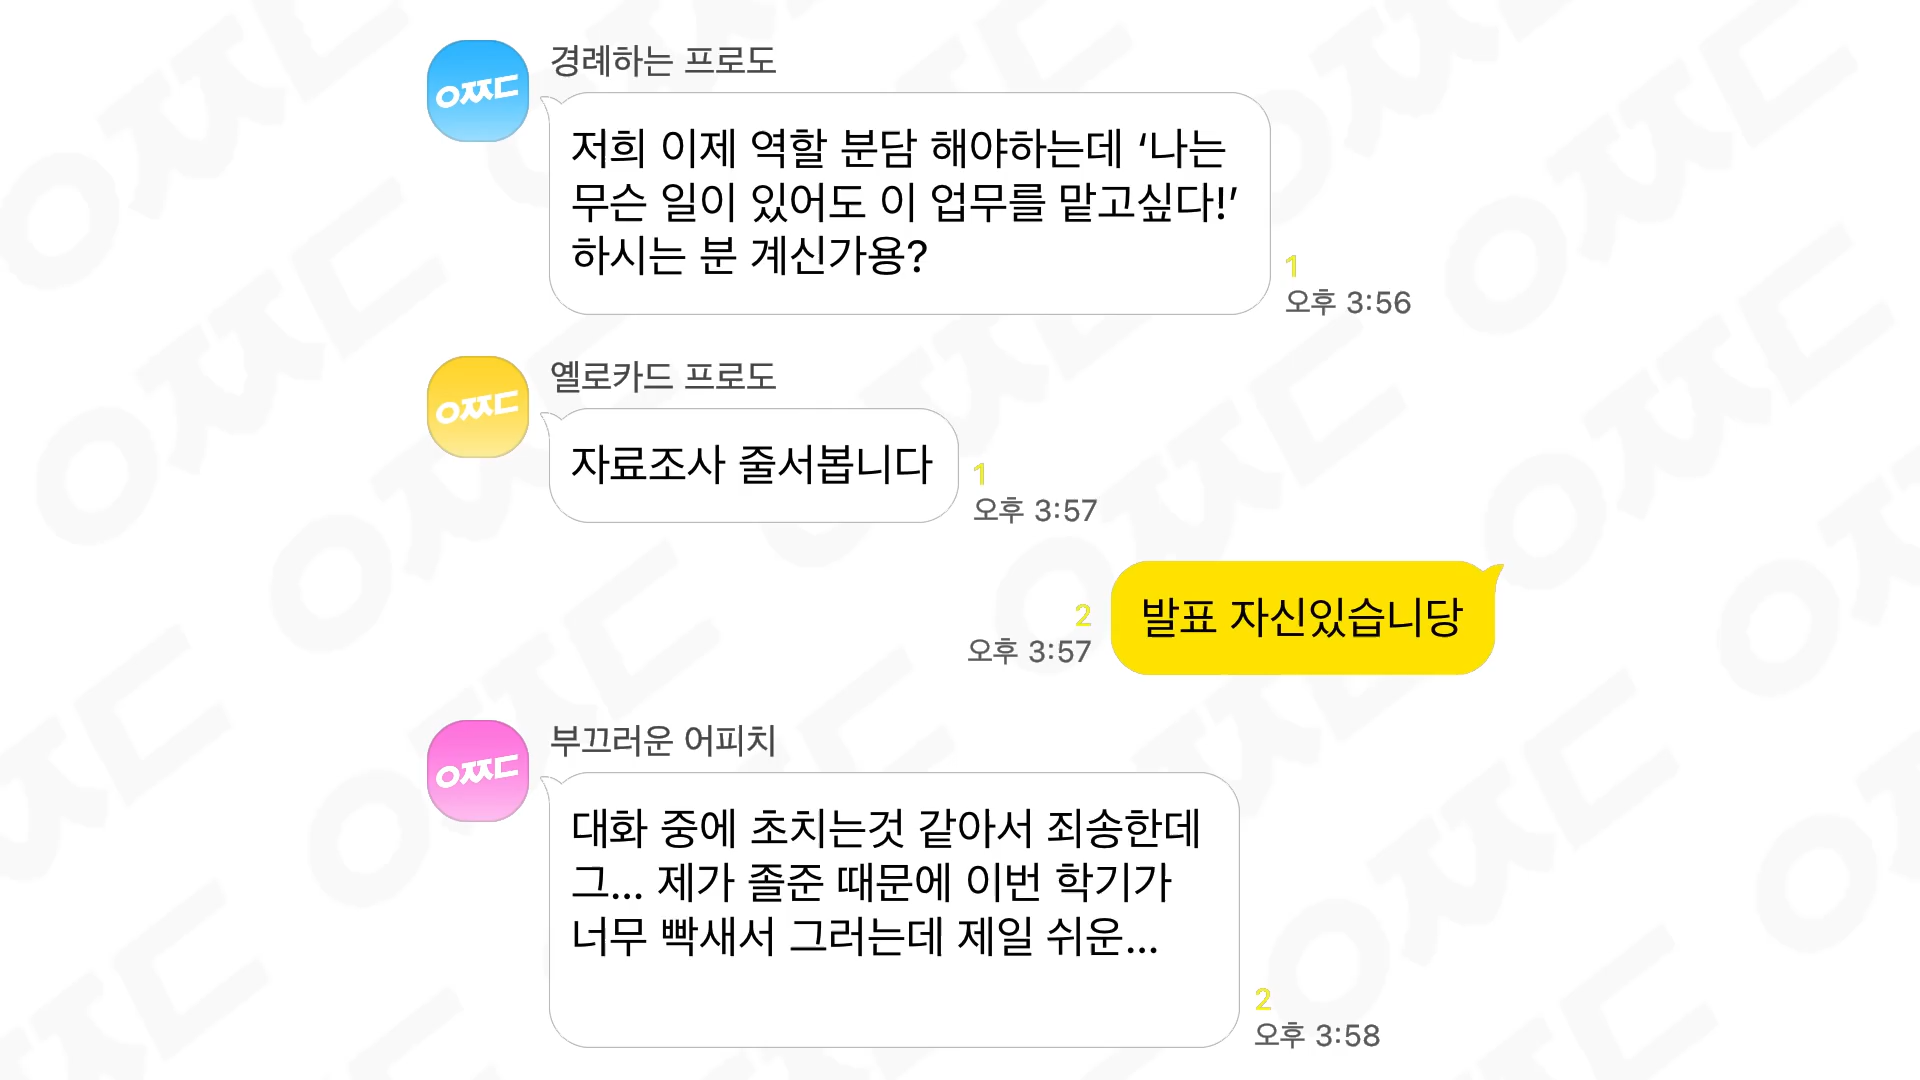 경례하는 프로도
어쩌드
저희 이제 역할 분담 해야하는데 ‘나는
무슨 일이 있어도 이 업무를 맡고싶다!’
하시는 분 계신가용?
1
오후 3:56
옐로카드 프로도
자료조사 줄서봅니다
1
오후 3:57
발표 자신있습니당
2
오후 3:57
부끄러운 어피치
대화 중에 초치는것 같아서 죄송한데
그... 제가 졸준 때문에 이번 학기가
너무 빡새서 그러는데 제일 쉬운...
2
오후 3:58